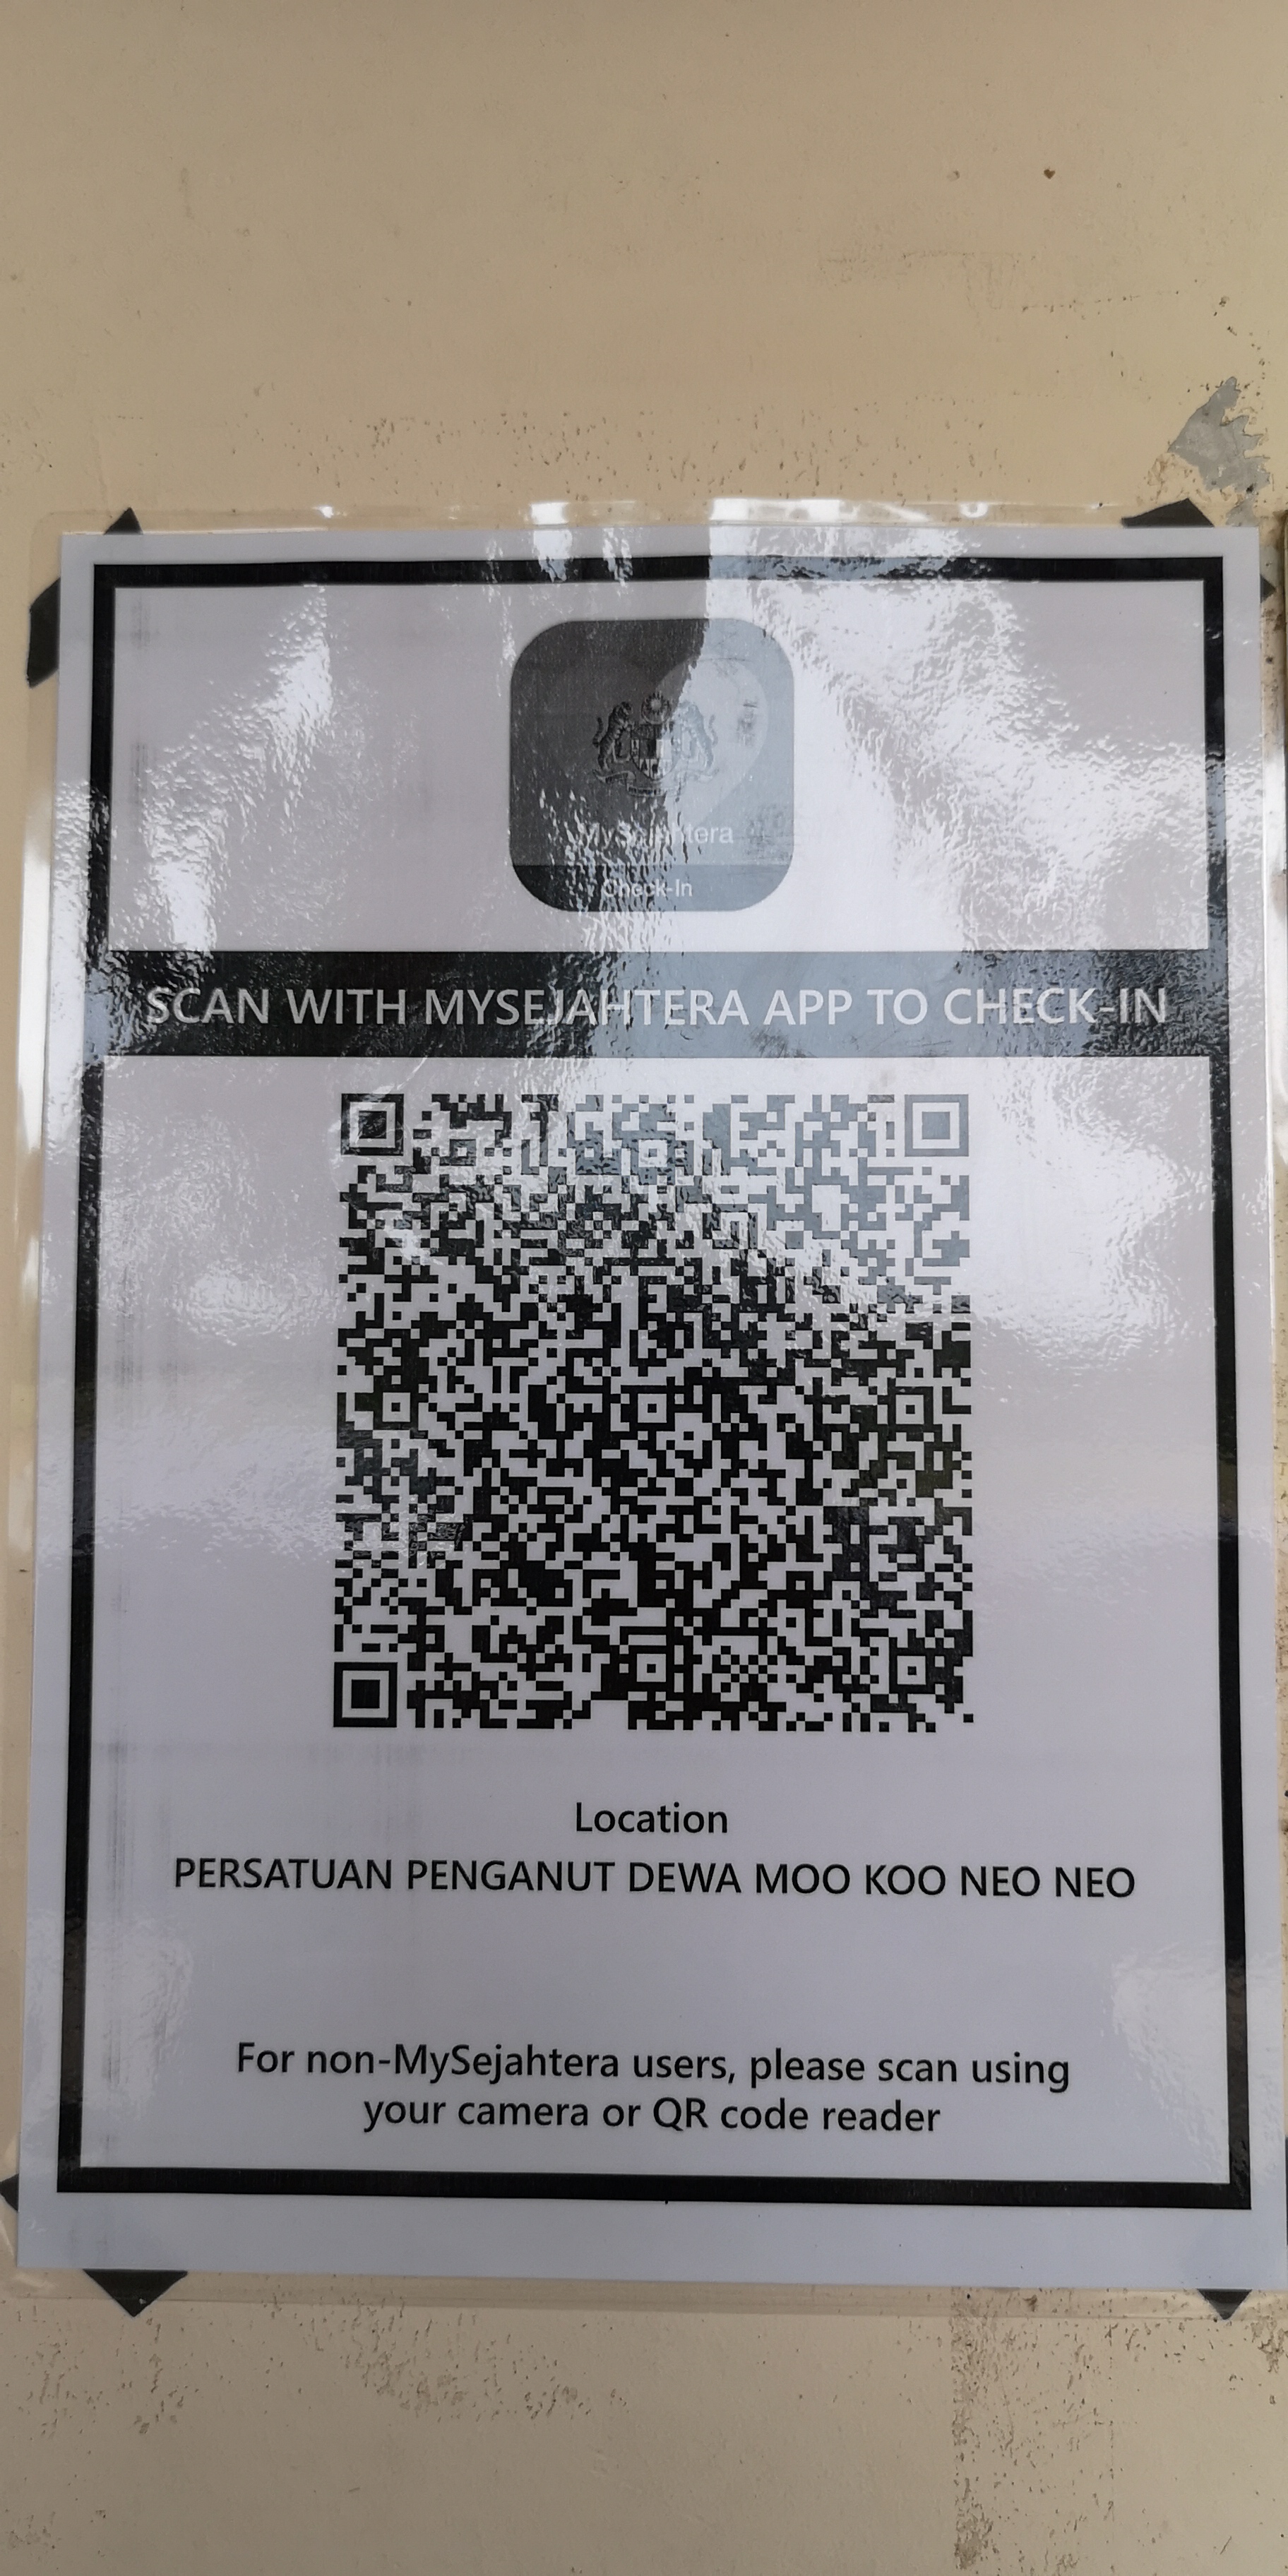 MySejahtera
Check-In
SCAN WITH MYSEJAHTERA APP TO CHECK-IN
Location
PERSATUAN PENGANUT DEWA MOO KOO NEO NEO
For non-MySejahtera users, please scan using
your camera or QR code reader